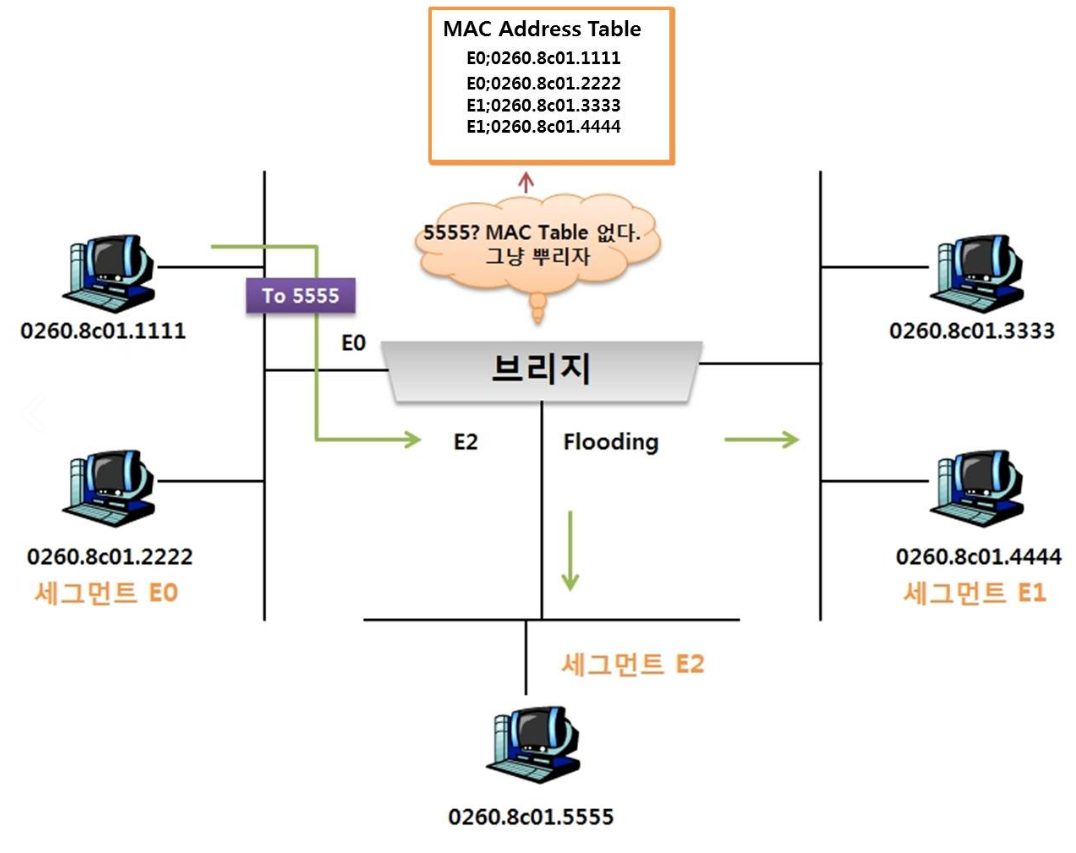 MAC Address Table
E0;0260.8c01.1111
E0;0260.8c01.2222
E1;0260.8c01.3333
E1;0260.8c01.4444
5555? MAC Table 없다.
그냥 뿌리자
To 5555
0260.8c01.1111
0260.8c01.3333
E0
브리지
E2
Flooding
0260.8c01.2222
세그먼트 E0
0260.8c01.4444
세그먼트 E1
세그먼트 E2
0260.8c01.5555